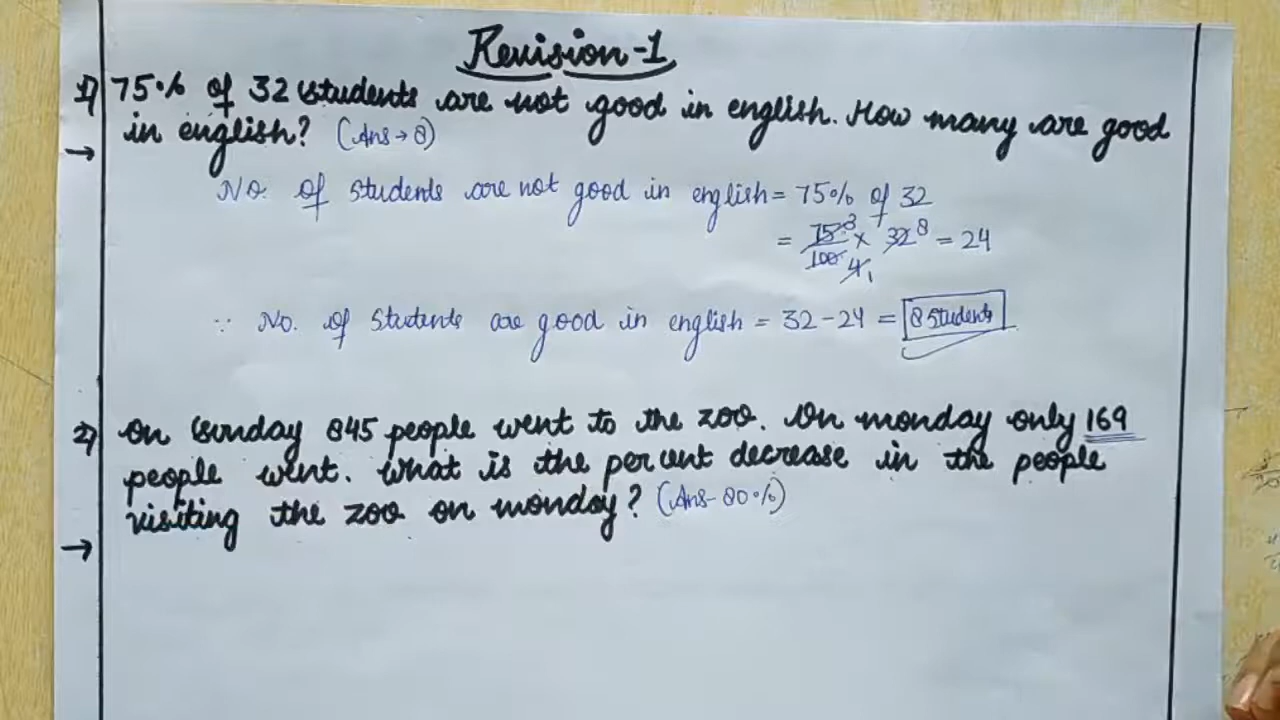 Revision-1
1) 75% of 32 students are not good in english. How many are good
in english? (Ans → 8)
→
No. of students are not good in english = 75% of 32
= 75 3/100 4 1 × 32 8 = 24
∵ No. of students are good in english = 32 - 24 = 8 students
2) On sunday 845 people went to the zoo. On monday only 169
people went. what is the percent decrease in the people
visiting the zoo on monday? (Ans- 80%)
→